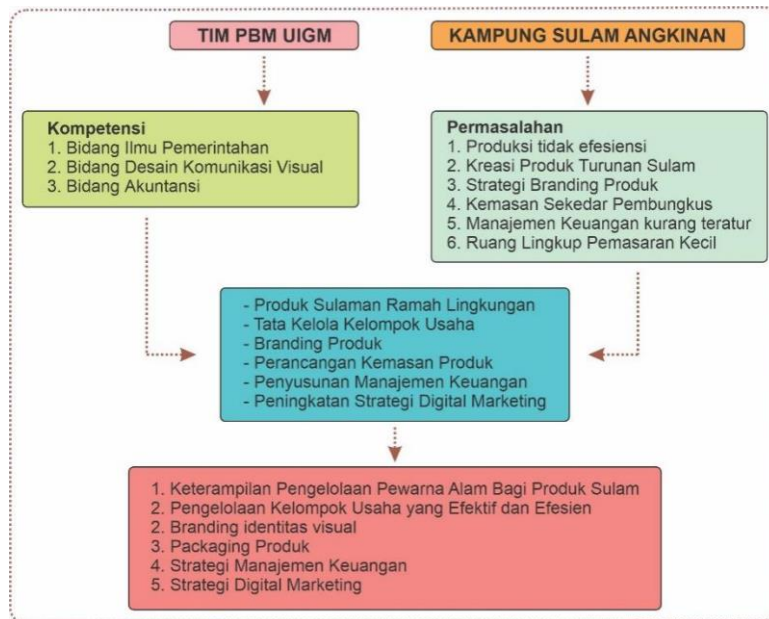 TIM PBM UIGM
KAMPUNG SULAM ANGKINAN
Kompetensi
1. Bidang Ilmu Pemerintahan
2. Bidang Desain Komunikasi Visual
3. Bidang Akuntansi
Permasalahan
1. Produksi tidak efesiensi
2. Kreasi Produk Turunan Sulam
3. Strategi Branding Produk
4. Kemasan Sekedar Pembungkus
5. Manajemen Keuangan kurang teratur
6. Ruang Lingkup Pemasaran Kecil
- Produk Sulaman Ramah Lingkungan
- Tata Kelola Kelompok Usaha
- Branding Produk
- Perancangan Kemasan Produk
- Penyusunan Manajemen Keuangan
- Peningkatan Strategi Digital Marketing
1. Keterampilan Pengelolaan Pewarna Alam Bagi Produk Sulam
2. Pengelolaan Kelompok Usaha yang Efektif dan Efesien
2. Branding identitas visual
3. Packaging Produk
4. Strategi Manajemen Keuangan
5. Strategi Digital Marketing